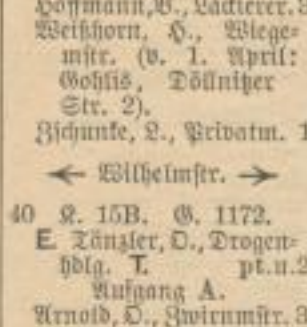 Hoffmann, B., Lackierer. 3
Weißhorn, H., Wiege=
mstr. (v. 1. April:
Gohlis, Döllnitzer
Str. 2).
Zschunke, L., Privatm. 1
← Wilhelmstr. →
40 K. 15B. G. 1172.
E Tänzler, O., Drogen=
hdlg. T. pt.u.2
Aufgang A.
Arnold, O., Zwirnmstr. 3